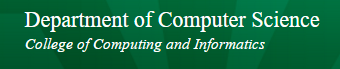 Department of Computer Science
College of Computing and Informatics